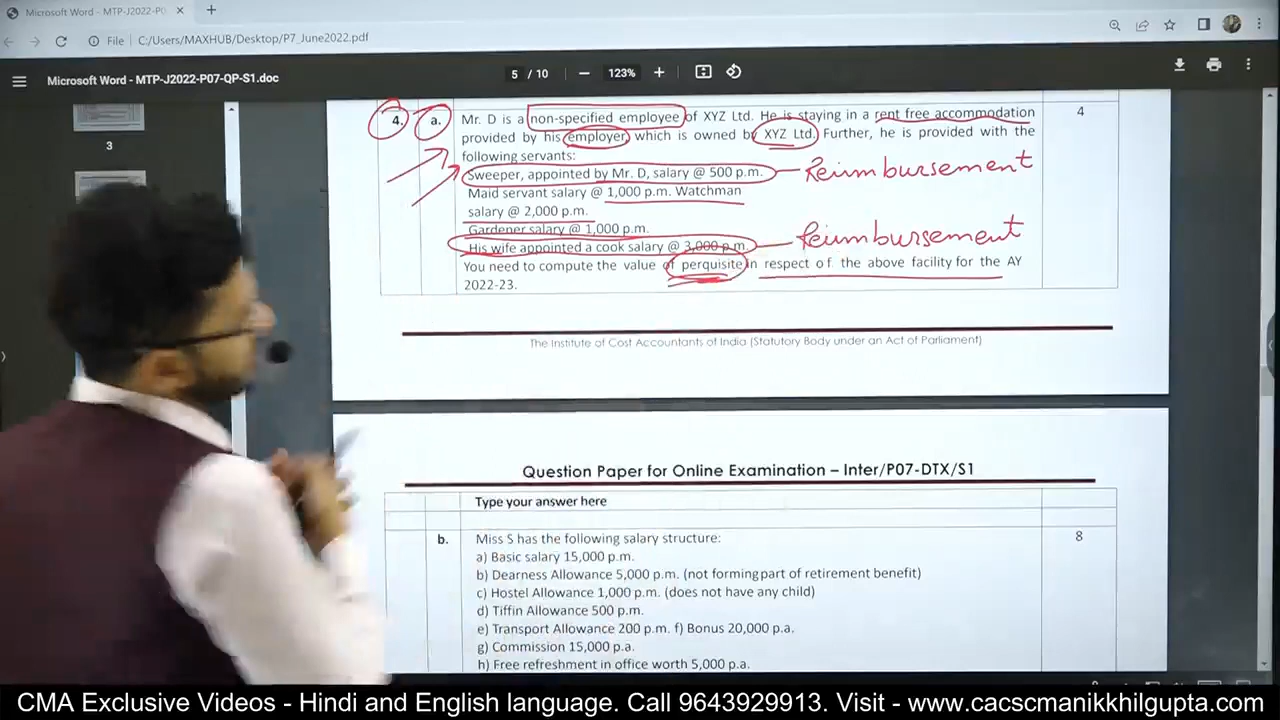 Microsoft Word - MTP-J2022-P0
File
C:/Users/MAXHUB/Desktop/P7_June2022.pdf
Microsoft Word - MTP-J2022-P07-QP-S1.doc
5 / 10
123%
3
4. a. Mr. D is a non-specified employee of XYZ Ltd. He is staying in a rent free accommodation 4
provided by his employer, which is owned by XYZ Ltd. Further, he is provided with the
following servants:
Sweeper, appointed by Mr. D, salary @ 500 p.m. Reimbursement
Maid servant salary @ 1,000 p.m. Watchman
salary @ 2,000 p.m.
Gardener salary @ 1,000 p.m.
His wife appointed a cook salary @ 3,000 p.m. Reimbursement
You need to compute the value of perquisite in respect of. the above facility for the AY
2022-23.
The Institute of Cost Accountants of India (Statutory Body under an Act of Parliament)
Question Paper for Online Examination – Inter/P07-DTX/S1
Type your answer here
b. Miss S has the following salary structure: 8
a) Basic salary 15,000 p.m.
b) Dearness Allowance 5,000 p.m. (not forming part of retirement benefit)
c) Hostel Allowance 1,000 p.m. (does not have any child)
d) Tiffin Allowance 500 p.m.
e) Transport Allowance 200 p.m. f) Bonus 20,000 p.a.
g) Commission 15,000 p.a.
h) Free refreshment in office worth 5,000 p.a.
CMA Exclusive Videos - Hindi and English language. Call 9643929913. Visit - www.cacscmanikkhilgupta.com